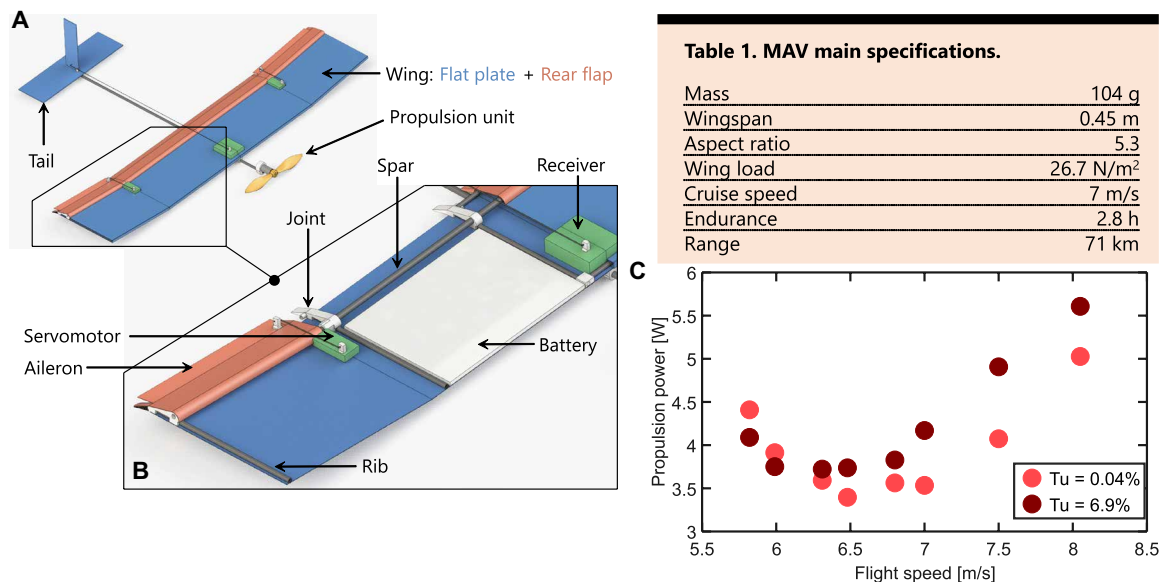 A
Wing: Flat plate + Rear flap
Propulsion unit
Tail
Spar
Receiver
Joint
Servomotor
Aileron
Battery
Rib
B
Table 1. MAV main specifications.
Mass 104 g
Wingspan 0.45 m
Aspect ratio 5.3
Wing load 26.7 N/m²
Cruise speed 7 m/s
Endurance 2.8 h
Range 71 km
C
Propulsion power [W]
6
5.5
5
4.5
4
3.5
3
Tu = 0.04%
Tu = 6.9%
5.5 6 6.5 7 7.5 8 8.5
Flight speed [m/s]